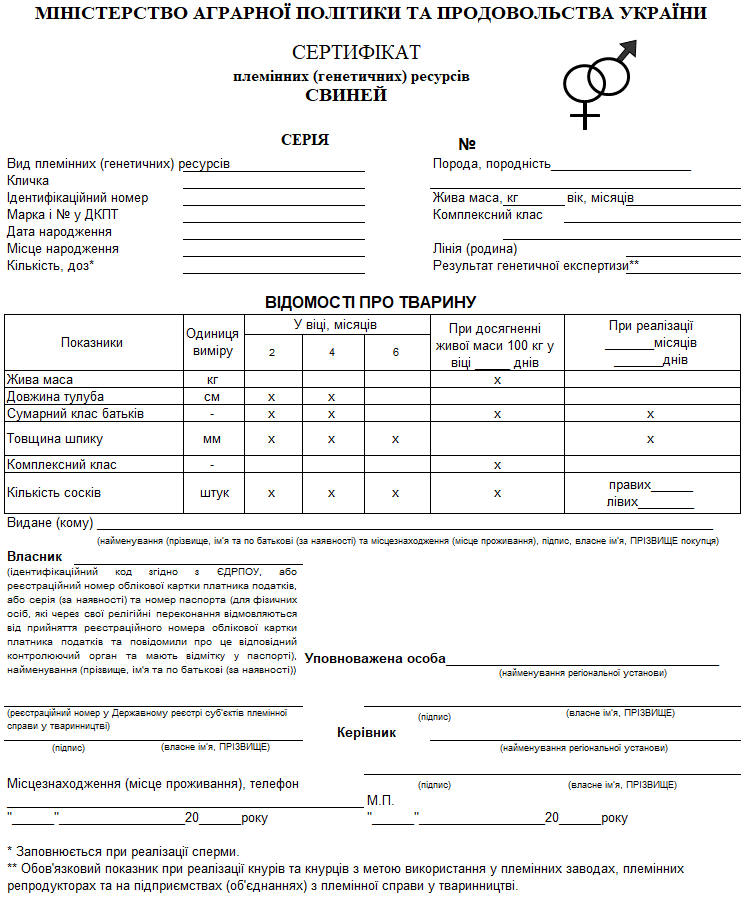 МІНІСТЕРСТВО АГРАРНОЇ ПОЛІТИКИ ТА ПРОДОВОЛЬСТВА УКРАЇНИ
СЕРТИФІКАТ
племінних (генетичних) ресурсів
СВИНЕЙ
СЕРІЯ №
Вид племінних (генетичних) ресурсів Порода, породність
Кличка
Ідентифікаційний номер Жива маса, кг вік, місяців
Марка і № у ДКПТ Комплексний клас
Дата народження
Місце народження Лінія (родина)
Кількість, доз* Результат генетичної експертизи**
ВІДОМОСТІ ПРО ТВАРИНУ
Показники Одиниця виміру У віці, місяців При досягненні живої маси 100 кг у віці _____ днів При реалізації _______місяців _______днів
2 4 6
Жива маса кг х
Довжина тулуба см х х
Сумарний клас батьків - х х х х
Товщина шпику мм х х х х
Комплексний клас - х
Кількість сосків штук х х х х правих______ лівих________
Видане (кому)
(найменування (прізвище, ім'я та по батькові (за наявності) та місцезнаходження (місце проживання), підпис, власне ім'я, ПРІЗВИЩЕ покупця)
Власник
(ідентифікаційний код згідно з ЄДРПОУ, або
реєстраційний номер облікової картки платника податків,
або серія (за наявності) та номер паспорта (для фізичних
осіб, які через свої релігійні переконання відмовляються
від прийняття реєстраційного номера облікової картки
платника податків та повідомили про це відповідний
контролюючий орган та мають відмітку у паспорті),
найменування (прізвище, ім'я та по батькові (за наявності))
Уповноважена особа
(найменування регіональної установи)
(реєстраційний номер у Державному реєстрі суб'єктів племінної
справи у тваринництві)
(підпис) (власне ім'я, ПРІЗВИЩЕ)
(підпис) (власне ім'я, ПРІЗВИЩЕ)
Керівник
(найменування регіональної установи)
(підпис) (власне ім'я, ПРІЗВИЩЕ)
Місцезнаходження (місце проживання), телефон
М.П.
"______"__________________20______року "______"__________________20______року
* Заповнюється при реалізації сперми.
** Обов'язковий показник при реалізації кнурів та кнурців з метою використання у племінних заводах, племінних
репродукторах та на підприємствах (об'єднаннях) з племінної справи у тваринництві.